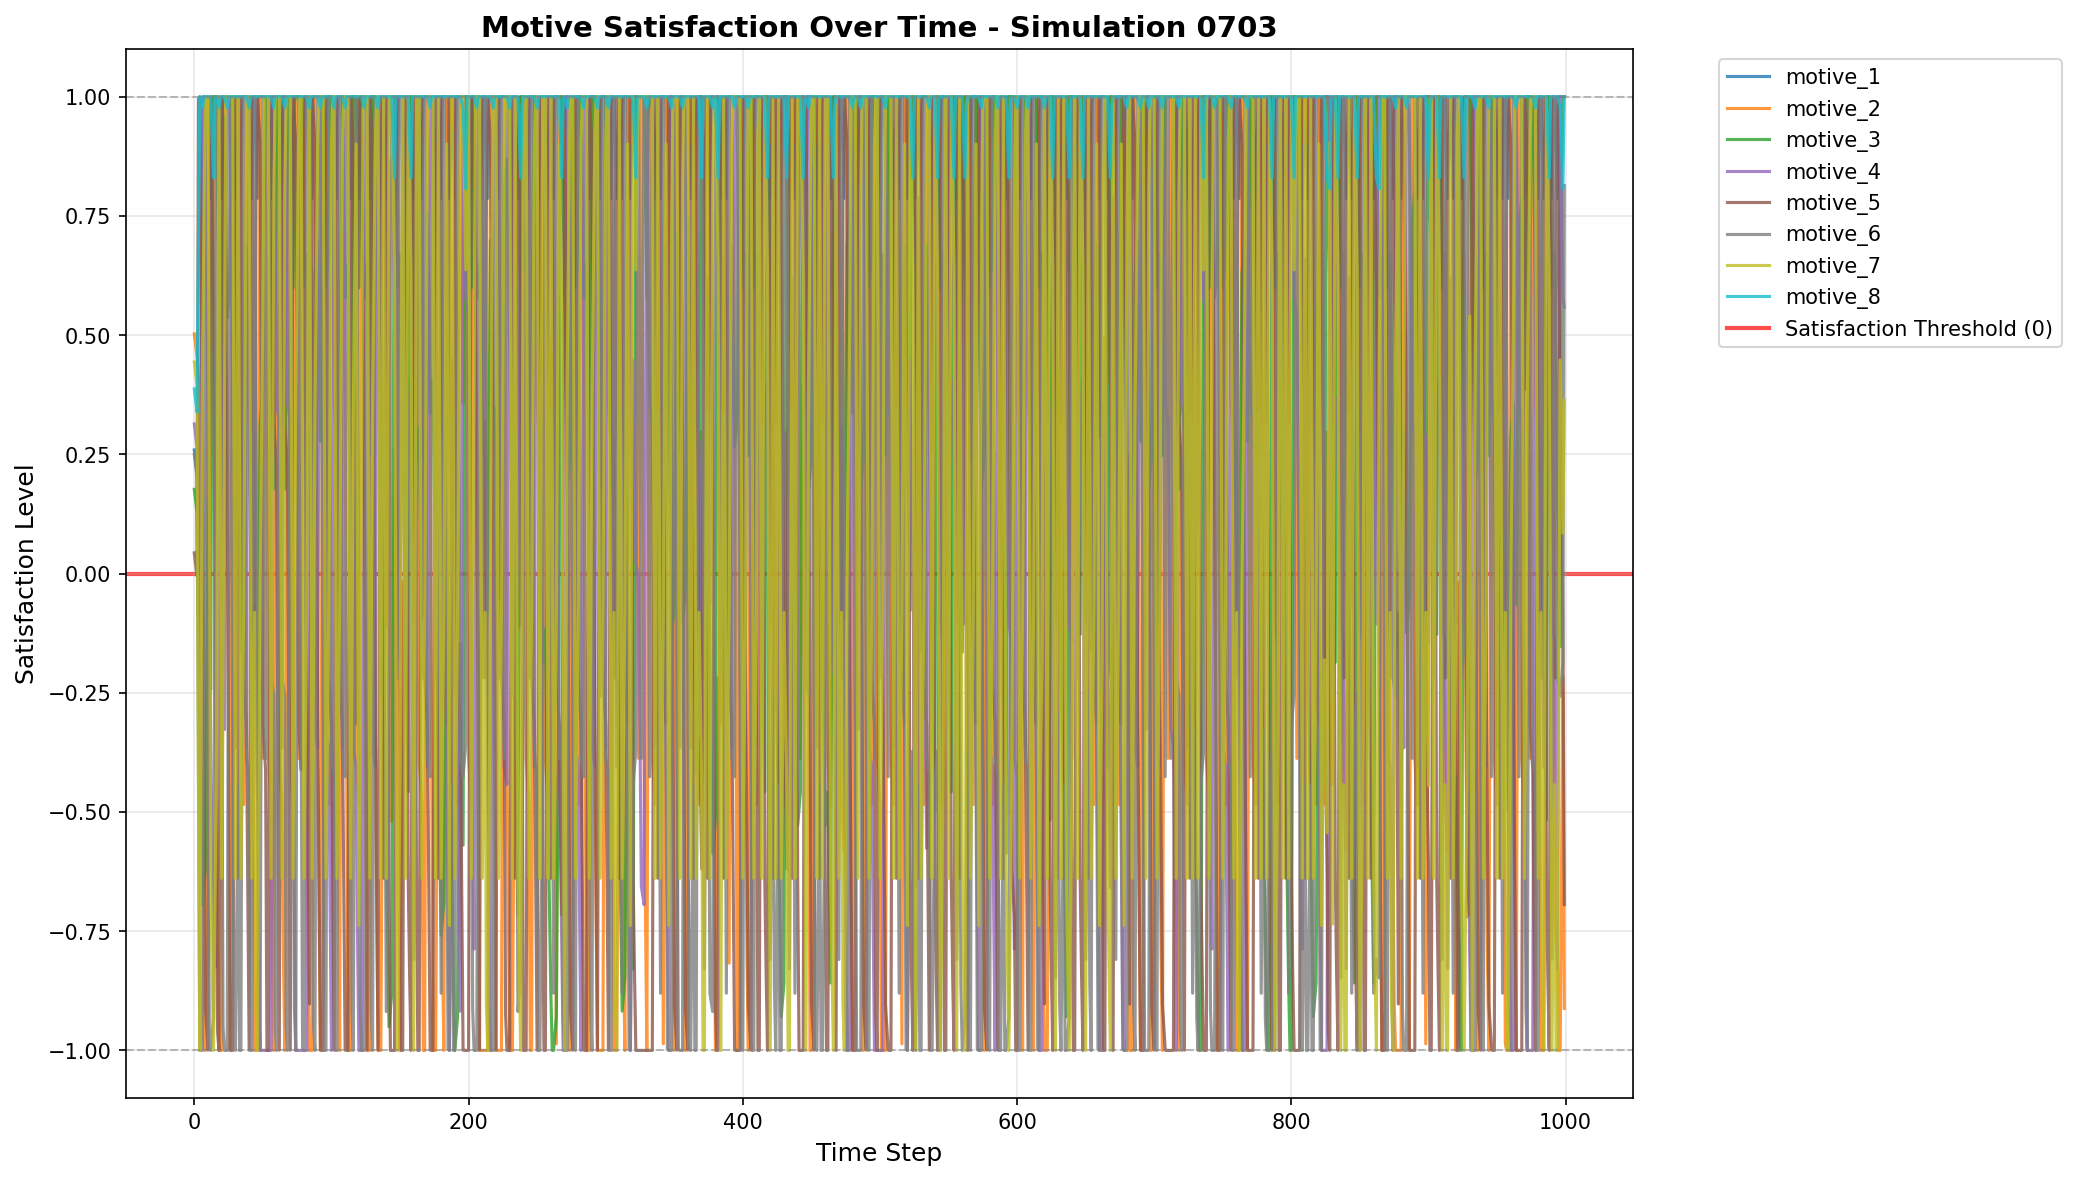 Motive Satisfaction Over Time - Simulation 0703
1.00
0.75
0.50
0.25
0.00
−0.25
−0.50
−0.75
−1.00
Satisfaction Level
0
200
400
600
800
1000
Time Step
motive_1
motive_2
motive_3
motive_4
motive_5
motive_6
motive_7
motive_8
Satisfaction Threshold (0)